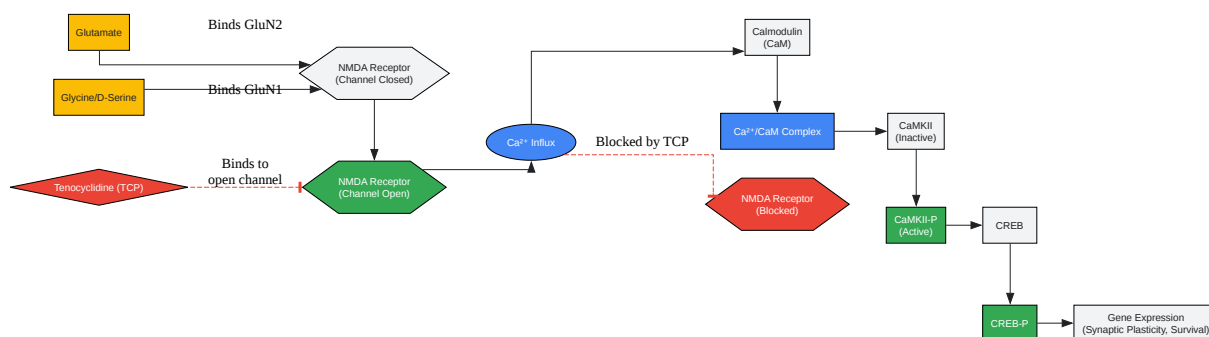 Glutamate
Binds GluN2
Calmodulin
(CaM)
NMDA Receptor
(Channel Closed)
Glycine/D-Serine
Binds GluN1
Ca²⁺ Influx
Blocked by TCP
Ca²⁺/CaM Complex
CaMKII
(Inactive)
Binds to
open channel
Tenocyclidine (TCP)
NMDA Receptor
(Channel Open)
NMDA Receptor
(Blocked)
CaMKII-P
(Active)
CREB
CREB-P
Gene Expression
(Synaptic Plasticity, Survival)